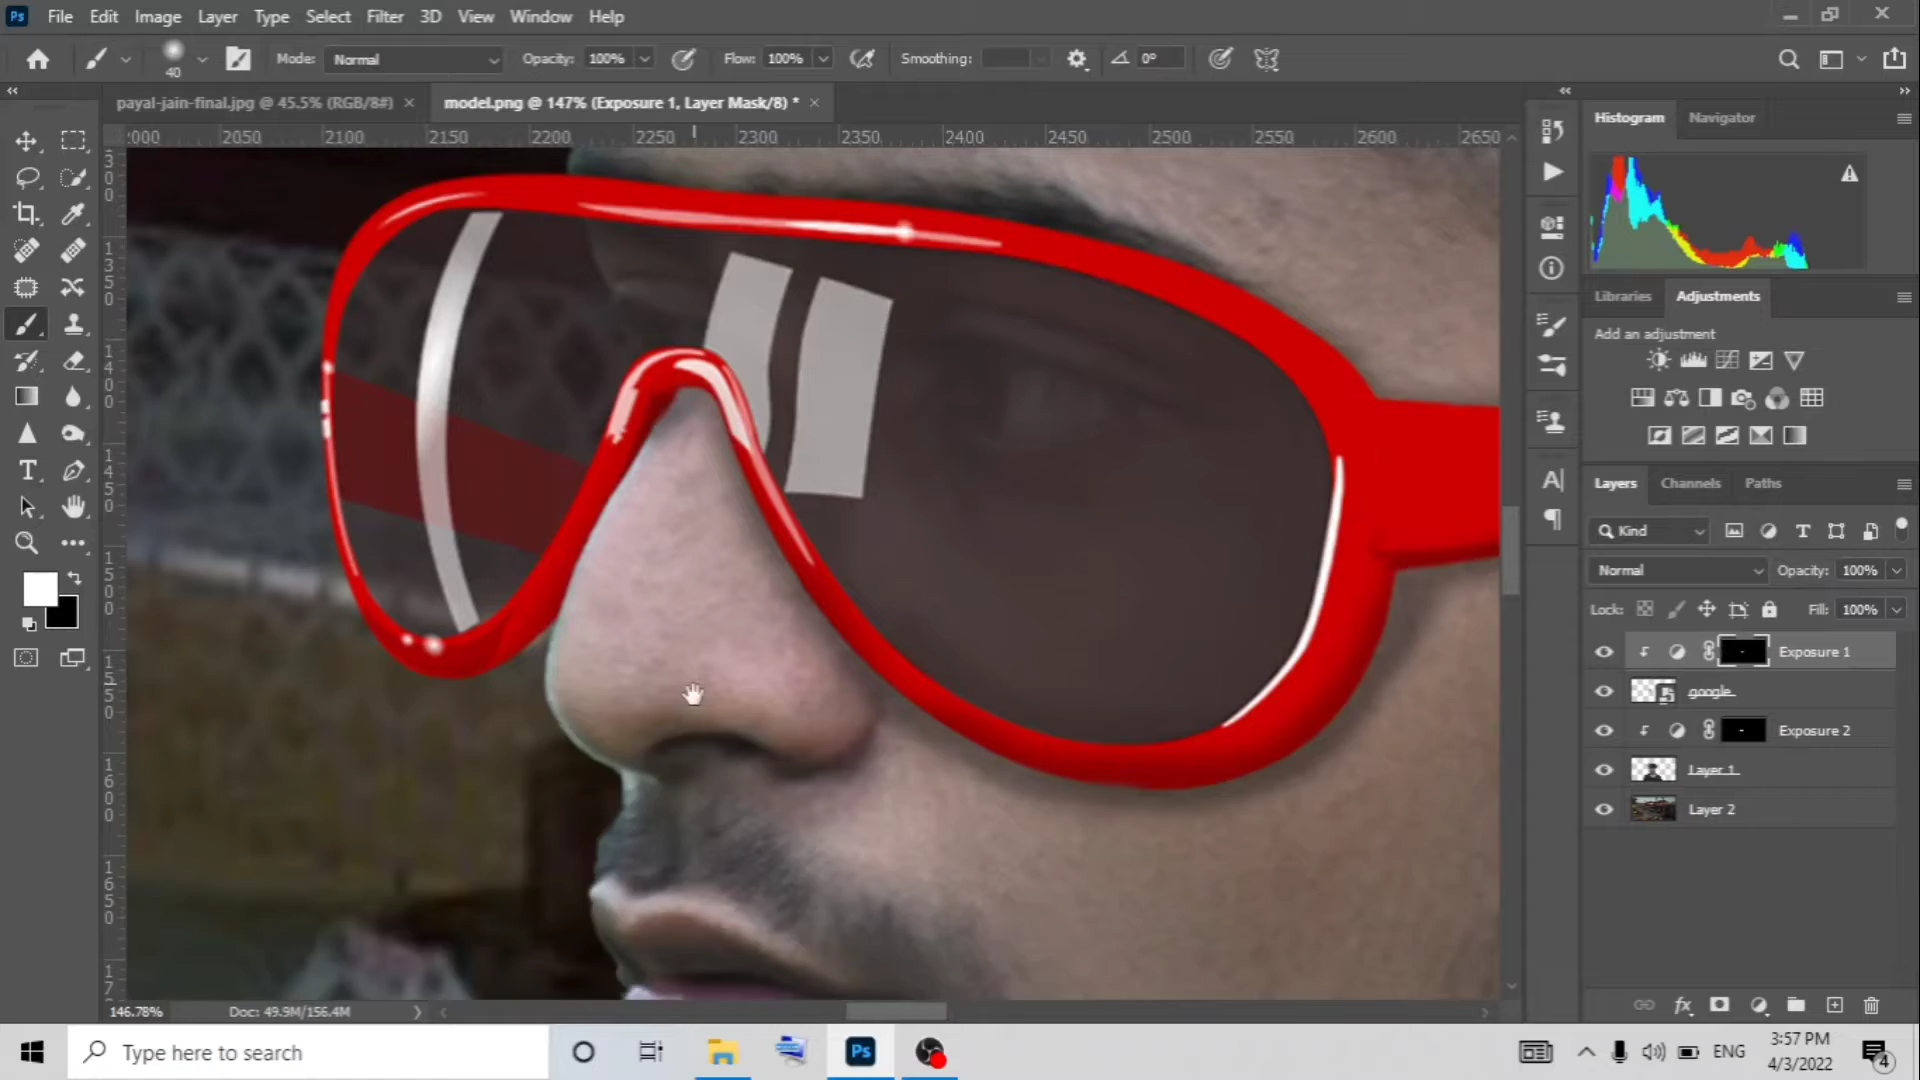 Ps File Edit Image Layer Type Select Filter 3D View Window Help
40 Mode: Normal Opacity: 100% Flow: 100% Smoothing: 0°
payal-jain-final.jpg @ 45.5% (RGB/8#) × model.png @ 147% (Exposure 1, Layer Mask/8) * ×
2000 2050 2100 2150 2200 2250 2300 2350 2400 2450 2500 2550 2600 2650
Histogram Navigator
Libraries Adjustments
Add an adjustment
Layers Channels Paths
Kind
Normal Opacity: 100%
Lock: Fill: 100%
Exposure 1
google
Exposure 2
Layer 1
Layer 2
146.78% Doc: 49.9M/156.4M
Type here to search
Ps
ENG
3:57 PM
4/3/2022
4